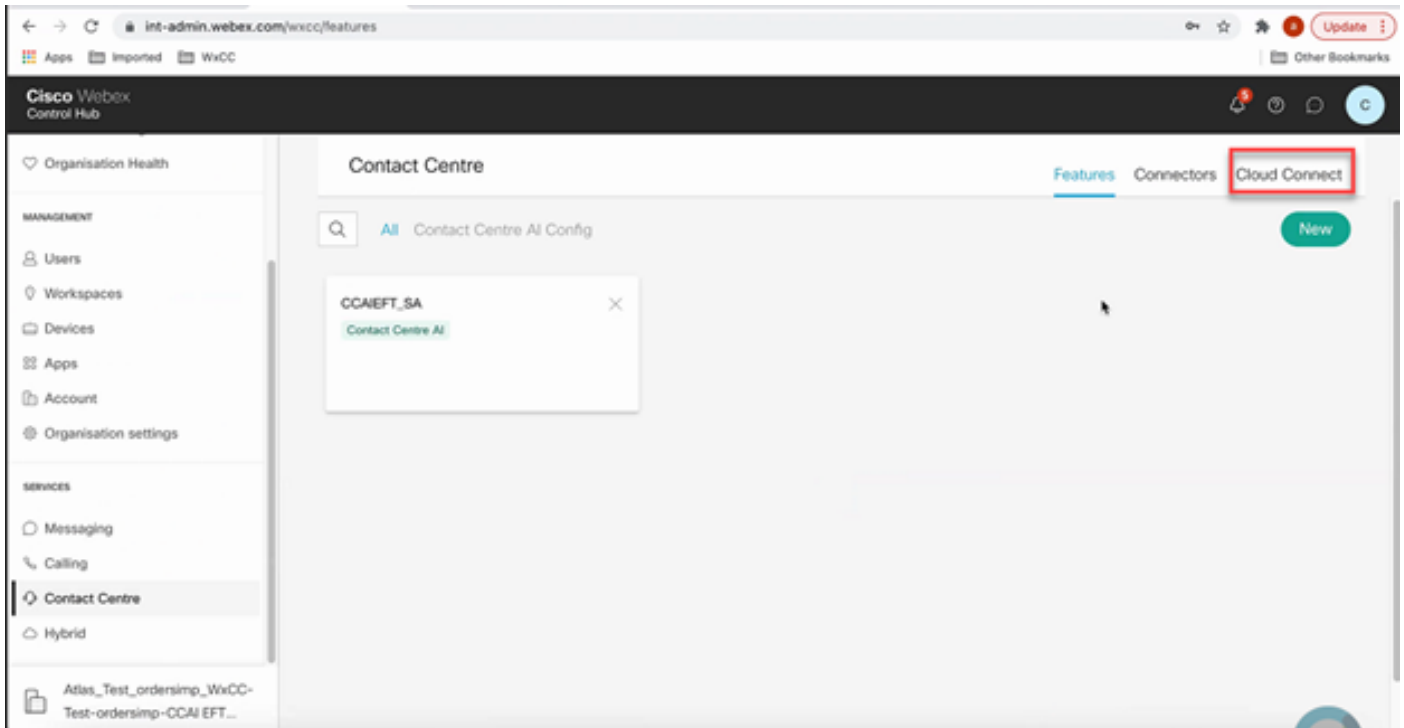 int-admin.webex.com/wxcc/features
a
Update
Apps Imported WxCC
Other Bookmarks
Cisco Webex
Control Hub
5
C
Organisation Health
Contact Centre
Features Connectors Cloud Connect
MANAGEMENT
All Contact Centre AI Config
New
Users
Workspaces
CCAIEFT_SA
Contact Centre AI
Devices
Apps
Account
Organisation settings
SERVICES
Messaging
Calling
Contact Centre
Hybrid
Atlas_Test_ordersimp_WxCC-
Test-ordersimp-CCAI EFT...